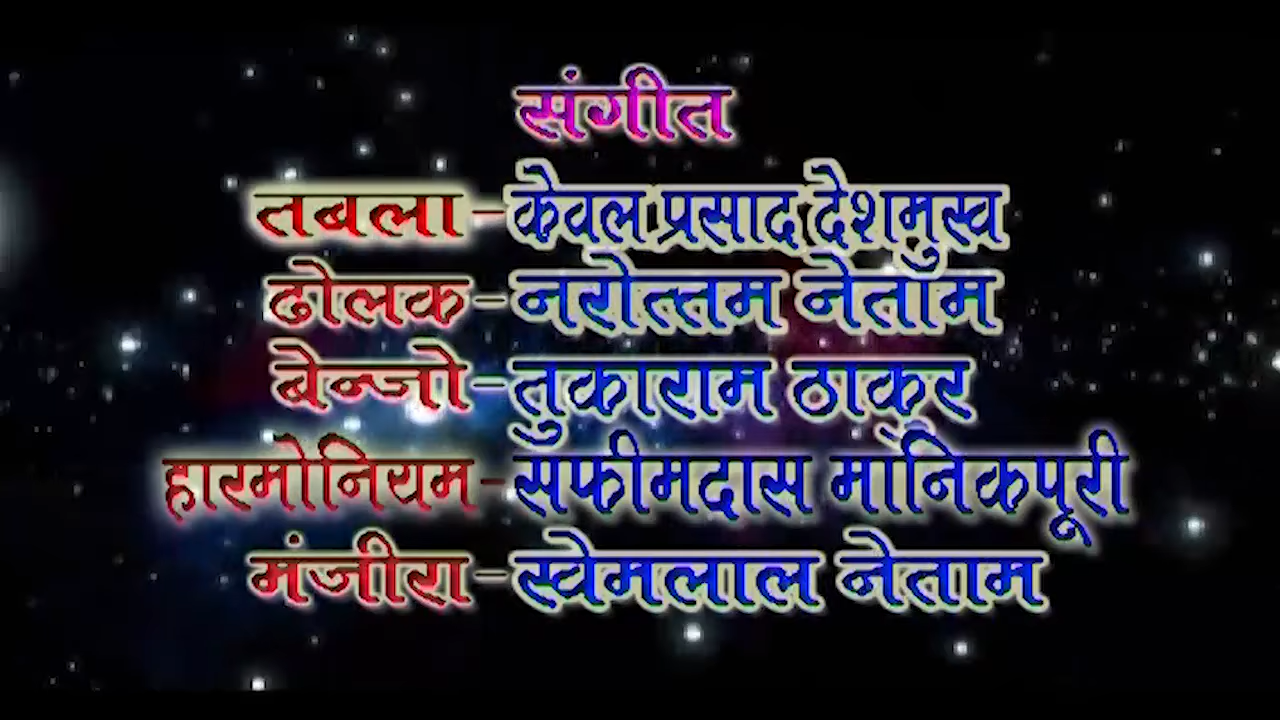 संगीत
तबला-केवल प्रसाद देशमुख
ढोलक-नरोत्तम नेताम
बेन्जो-तुकाराम ठाकुर
हारमोनियम-सफीमदास मानिकपूरी
मंजीरा-खेमलाल नेताम